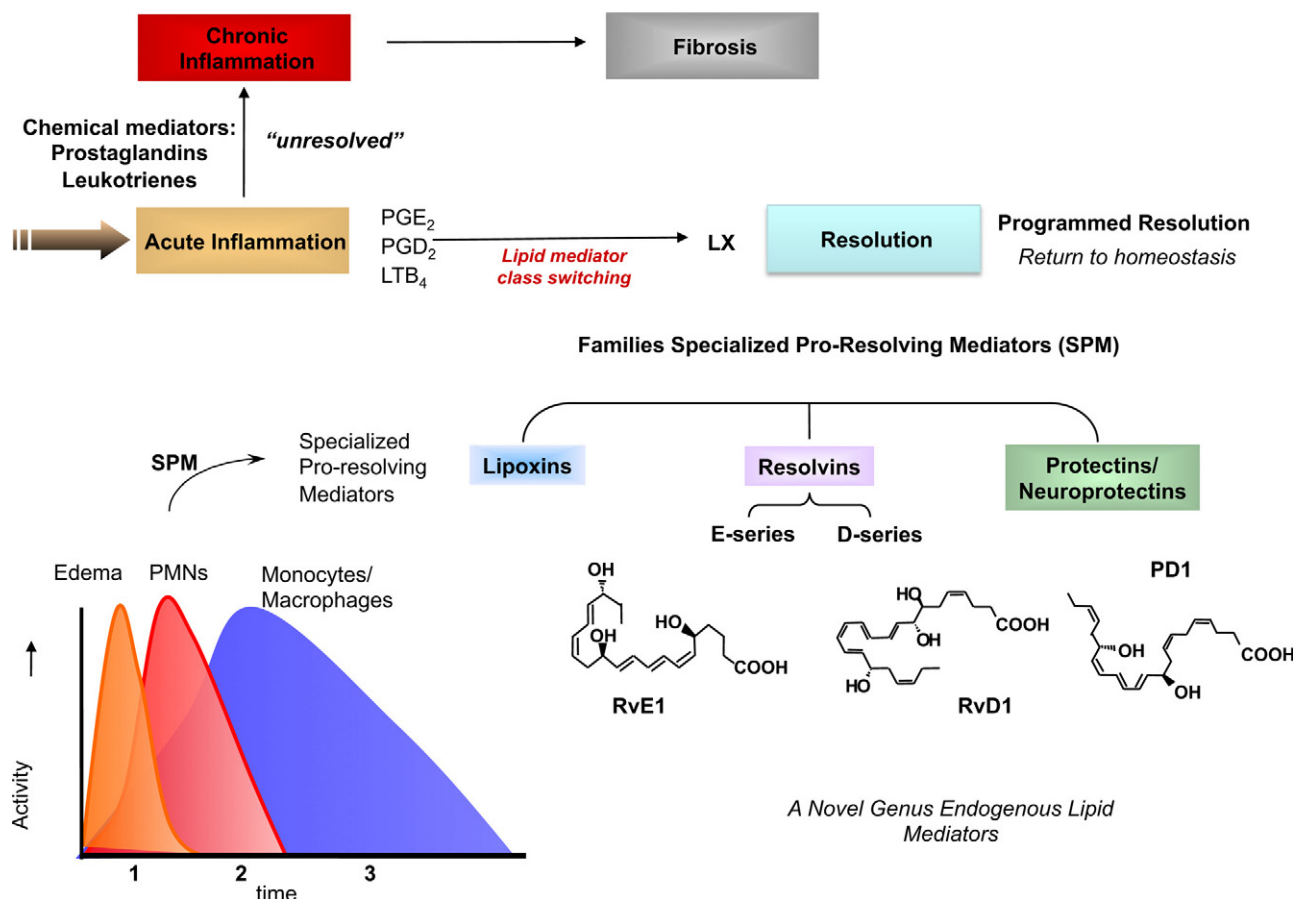 Chronic
Inflammation
Fibrosis
Chemical mediators:
Prostaglandins
Leukotrienes
“unresolved”
Acute Inflammation
PGE₂
PGD₂
LTB₄
Lipid mediator
class switching
LX
Resolution
Programmed Resolution
Return to homeostasis
Families Specialized Pro-Resolving Mediators (SPM)
SPM
Specialized
Pro-resolving
Mediators
Lipoxins
Resolvins
Protectins/
Neuroprotectins
E-series
D-series
Edema
PMNs
Monocytes/
Macrophages
Activity
1
2
3
time
OH
OH
OH
COOH
RvE1
HO
OH
COOH
HO
RvD1
PD1
OH
COOH
OH
A Novel Genus Endogenous Lipid
Mediators